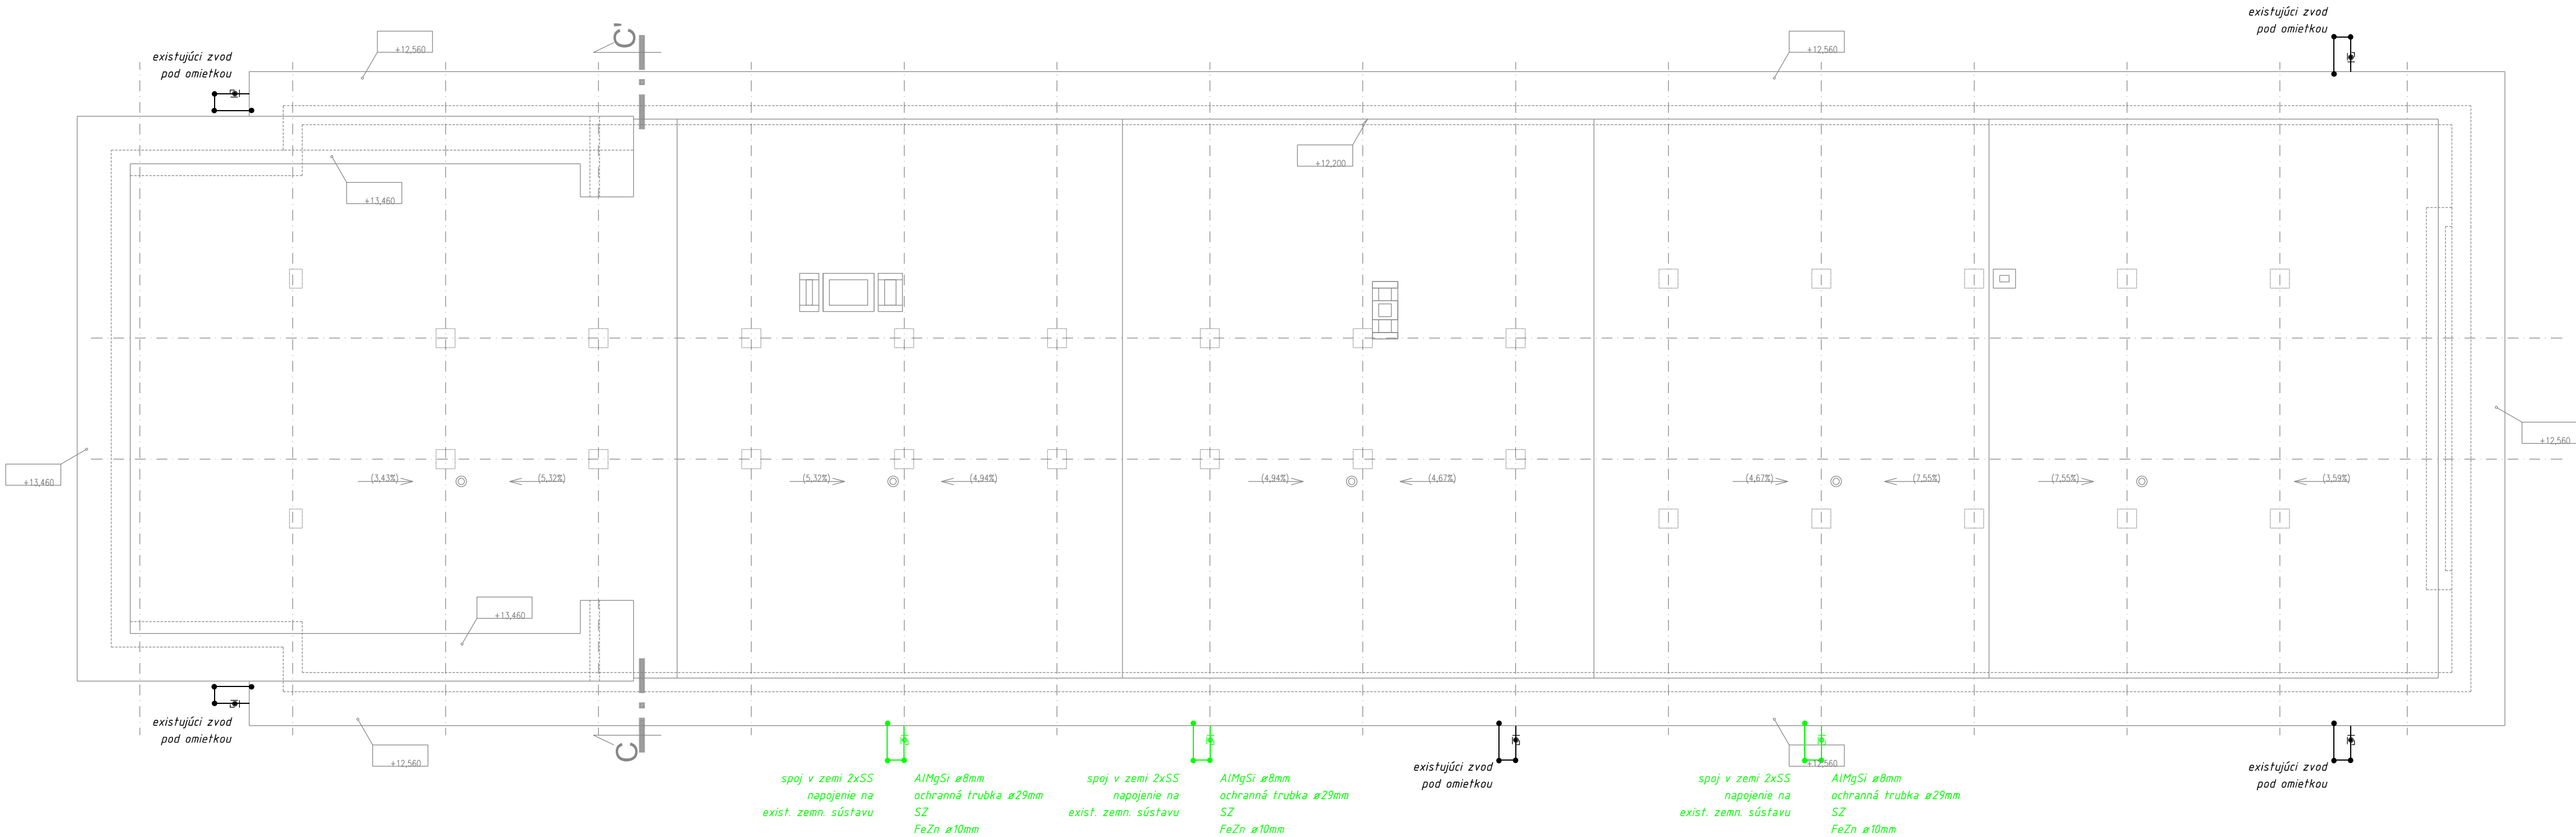 existujúci zvod
pod omietkou
+12,560
C'
+12,560
existujúci zvod
pod omietkou
+12,200
+13,460
(3,43%)
(5,32%)
(5,32%)
(4,94%)
(4,94%)
(4,67%)
(4,67%)
(7,55%)
(7,55%)
(3,59%)
+13,460
+12,560
+13,460
existujúci zvod
pod omietkou
+12,560
C
spoj v zemi 2xSS
napojenie na
exist. zemn. sústavu
AlMgSi ø8mm
ochranná trubka ø29mm
SZ
FeZn ø10mm
spoj v zemi 2xSS
napojenie na
exist. zemn. sústavu
AlMgSi ø8mm
ochranná trubka ø29mm
SZ
FeZn ø10mm
existujúci zvod
pod omietkou
spoj v zemi 2xSS
napojenie na
exist. zemn. sústavu
+12,560
AlMgSi ø8mm
ochranná trubka ø29mm
SZ
FeZn ø10mm
existujúci zvod
pod omietkou